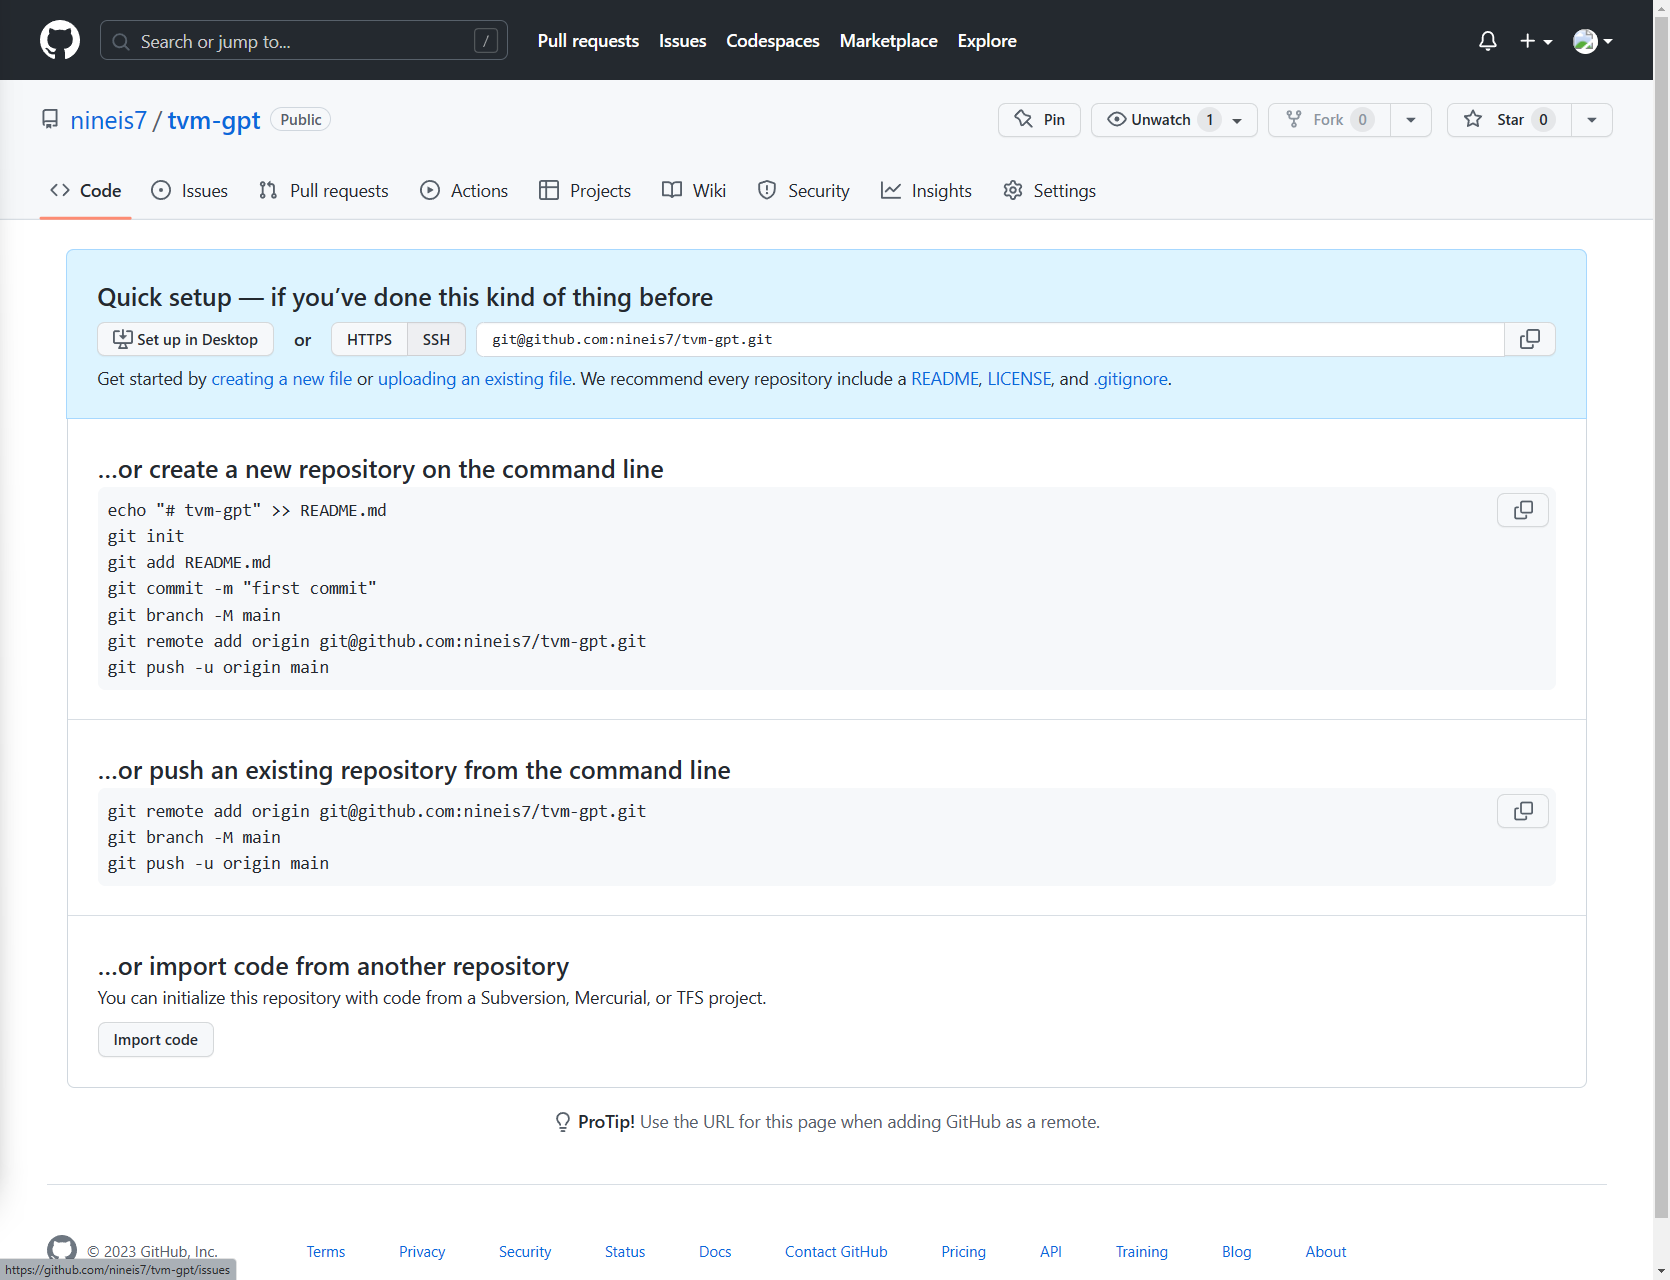 Search or jump to... /
Pull requests Issues Codespaces Marketplace Explore
nineis7 / tvm-gpt Public
Pin Unwatch 1 Fork 0 Star 0
Code Issues Pull requests Actions Projects Wiki Security Insights Settings
Quick setup — if you’ve done this kind of thing before
Set up in Desktop or HTTPS SSH git@github.com:nineis7/tvm-gpt.git
Get started by creating a new file or uploading an existing file. We recommend every repository include a README, LICENSE, and .gitignore.
…or create a new repository on the command line
echo "# tvm-gpt" >> README.md
git init
git add README.md
git commit -m "first commit"
git branch -M main
git remote add origin git@github.com:nineis7/tvm-gpt.git
git push -u origin main
…or push an existing repository from the command line
git remote add origin git@github.com:nineis7/tvm-gpt.git
git branch -M main
git push -u origin main
…or import code from another repository
You can initialize this repository with code from a Subversion, Mercurial, or TFS project.
Import code
ProTip! Use the URL for this page when adding GitHub as a remote.
© 2023 GitHub, Inc. Terms Privacy Security Status Docs Contact GitHub Pricing API Training Blog About
https://github.com/nineis7/tvm-gpt/issues